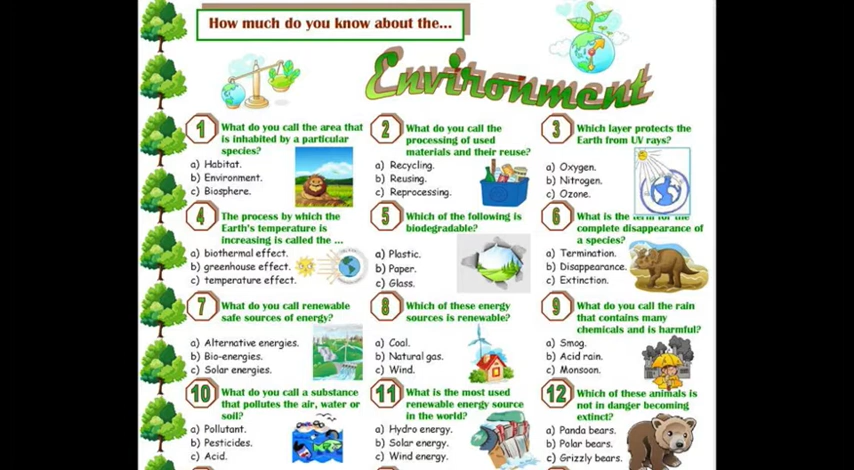 How much do you know about the...
Environment
1 What do you call the area that
is inhabited by a particular
species?
a) Habitat.
b) Environment.
c) Biosphere.
2 What do you call the
processing of used
materials and their reuse?
a) Recycling.
b) Reusing.
c) Reprocessing.
3 Which layer protects the
Earth from UV rays?
a) Oxygen.
b) Nitrogen.
c) Ozone.
4 The process by which the
Earth's temperature is
increasing is called the ...
a) biothermal effect.
b) greenhouse effect.
c) temperature effect.
5 Which of the following is
biodegradable?
a) Plastic.
b) Paper.
c) Glass.
6 What is the term for the
complete disappearance of
a species?
a) Termination.
b) Disappearance.
c) Extinction.
7 What do you call renewable
safe sources of energy?
a) Alternative energies.
b) Bio-energies.
c) Solar energies.
8 Which of these energy
sources is renewable?
a) Coal.
b) Natural gas.
c) Wind.
9 What do you call the rain
that contains many
chemicals and is harmful?
a) Smog.
b) Acid rain.
c) Monsoon.
10 What do you call a substance
that pollutes the air, water or
soil?
a) Pollutant.
b) Pesticides.
c) Acid.
11 What is the most used
renewable energy source
in the world?
a) Hydro energy.
b) Solar energy.
c) Wind energy.
12 Which of these animals is
not in danger becoming
extinct?
a) Panda bears.
b) Polar bears.
c) Grizzly bears.